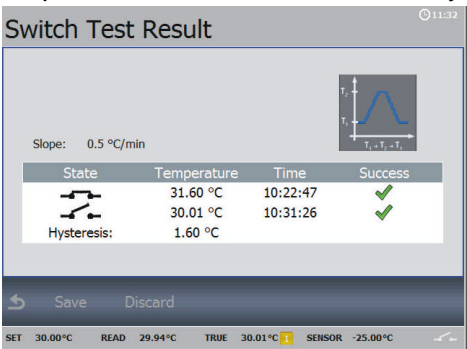 11:32
Switch Test Result
T₂
T₁
T₁ → T₂ → T₁
Slope: 0.5 °C/min
State Temperature Time Success
31.60 °C 10:22:47
30.01 °C 10:31:26
Hysteresis: 1.60 °C
Save Discard
SET 30.00°C READ 29.94°C TRUE 30.01°C I SENSOR -25.00°C